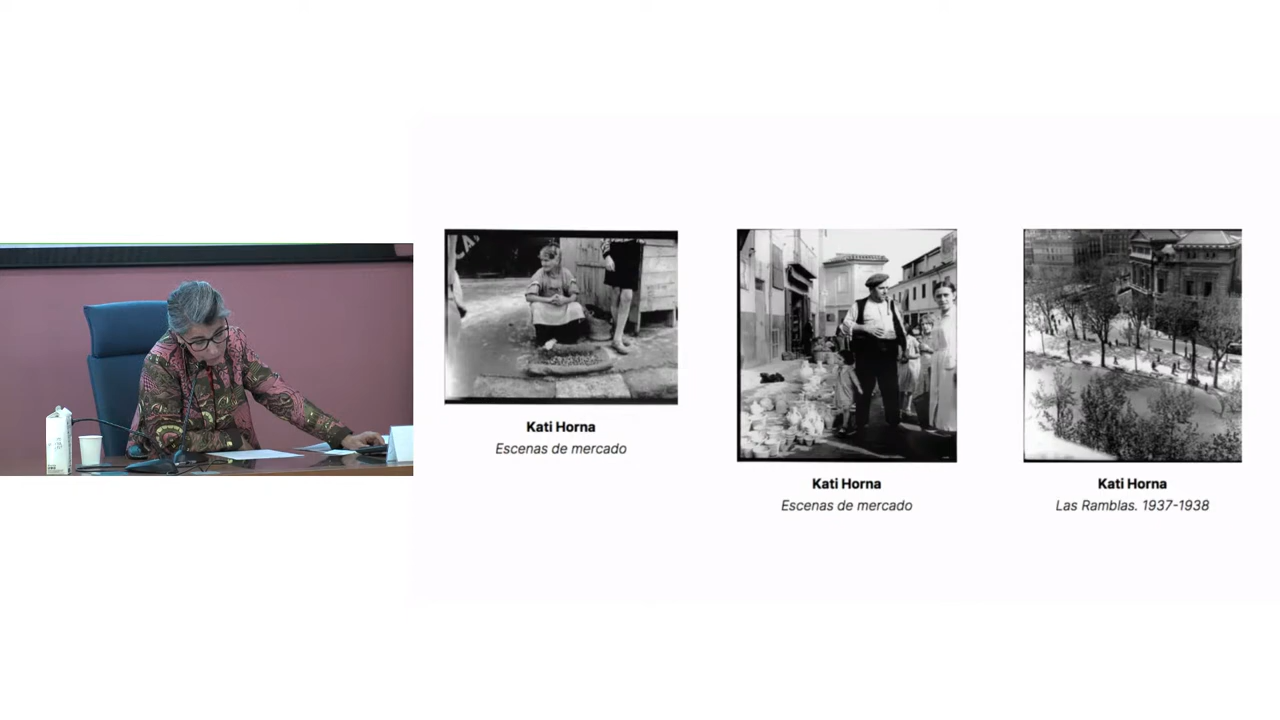 Kati Horna
Escenas de mercado
Kati Horna
Escenas de mercado
Kati Horna
Las Ramblas. 1937-1938